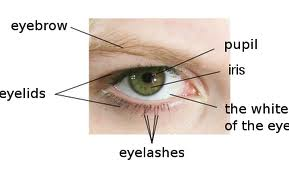 eyebrow
pupil
iris
eyelids
the white
of the eye
eyelashes